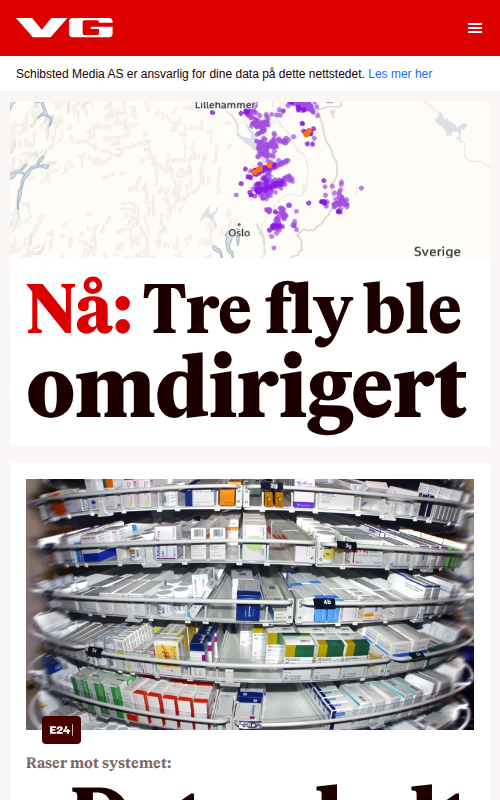 VG
Schibsted Media AS er ansvarlig for dine data på dette nettstedet. Les mer her
Lillehammer
Oslo
Sverige
Nå: Tre fly ble
omdirigert
E24
Raser mot systemet: